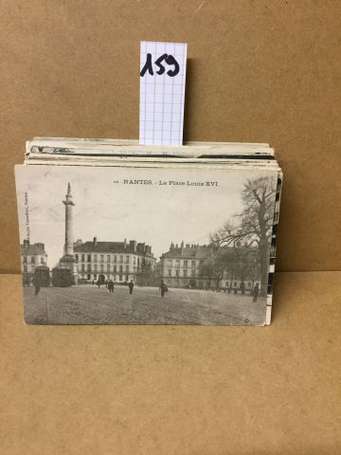 159
NANTES. - La Place Louis XVI.